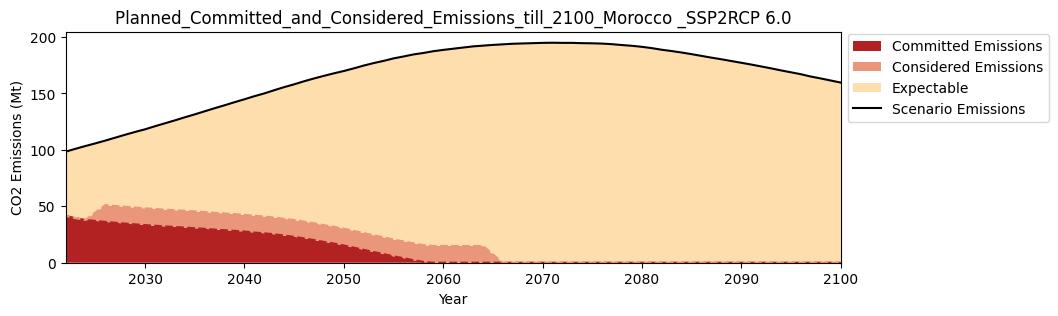 Planned_Committed_and_Considered_Emissions_till_2100_Morocco _SSP2RCP 6.0
CO2 Emissions (Mt)
200
150
100
50
0
2030 2040 2050 2060 2070 2080 2090 2100
Year
Committed Emissions
Considered Emissions
Expectable
Scenario Emissions